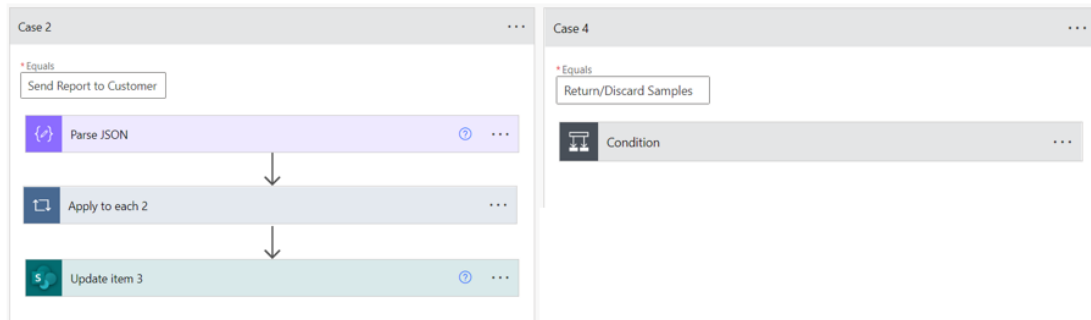 Case 2
* Equals
Send Report to Customer
Parse JSON
Apply to each 2
Update item 3
Case 4
* Equals
Return/Discard Samples
Condition